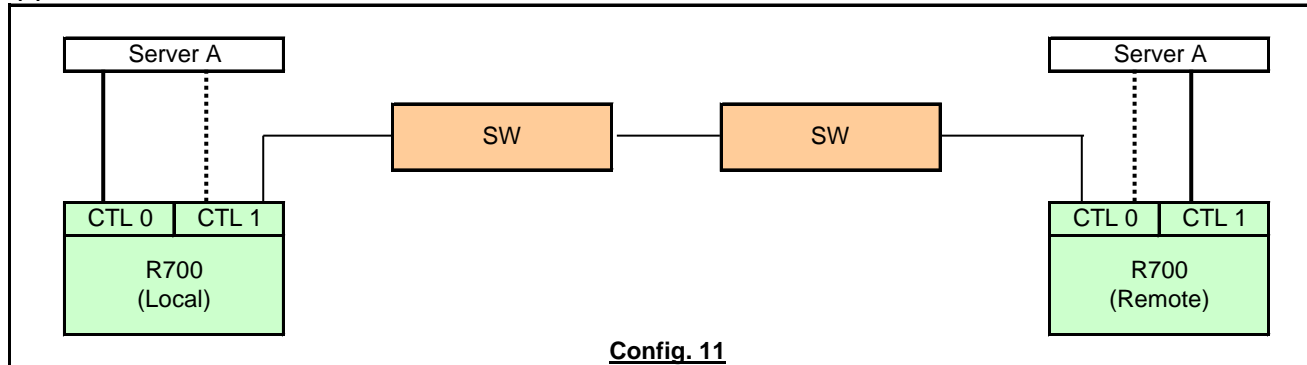 Server A
Server A
SW
SW
CTL 0
CTL 1
CTL 0
CTL 1
R700
(Local)
R700
(Remote)
Config. 11